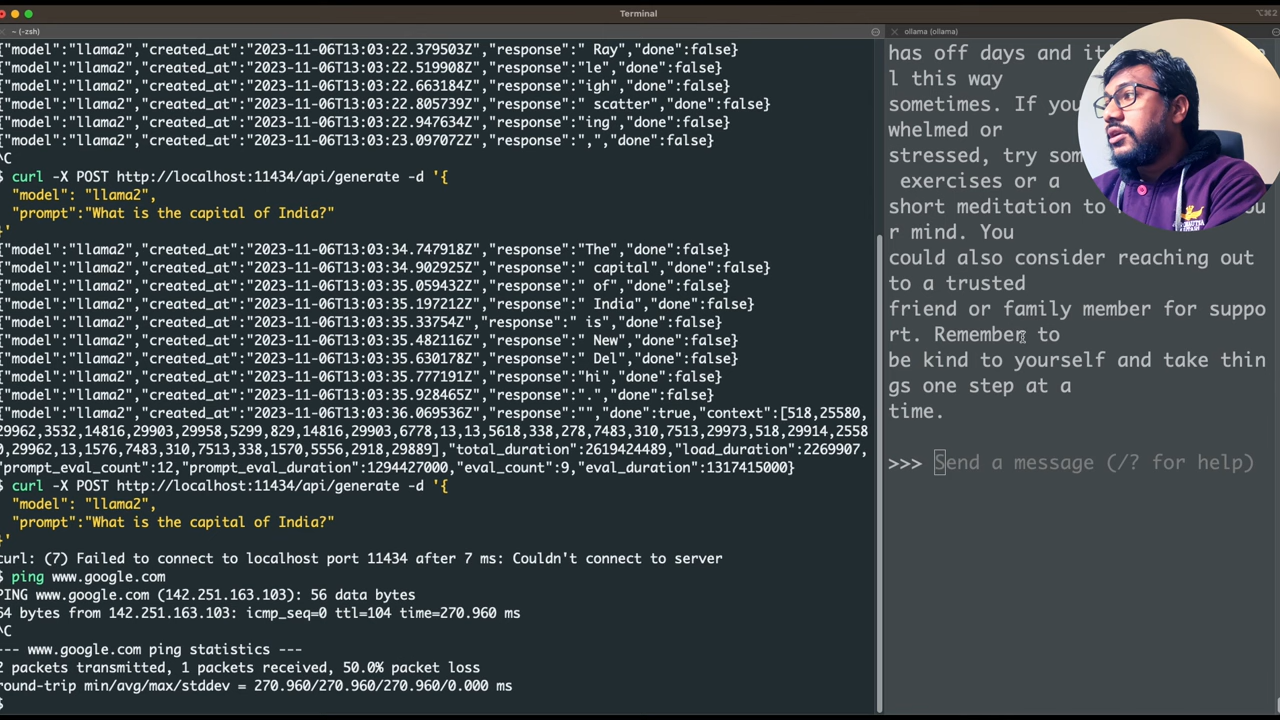 Terminal
⌥⌘2
~ (-zsh)
{"model":"llama2","created_at":"2023-11-06T13:03:22.379503Z","response":" Ray","done":false}
{"model":"llama2","created_at":"2023-11-06T13:03:22.519908Z","response":"le","done":false}
{"model":"llama2","created_at":"2023-11-06T13:03:22.663184Z","response":"igh","done":false}
{"model":"llama2","created_at":"2023-11-06T13:03:22.805739Z","response":" scatter","done":false}
{"model":"llama2","created_at":"2023-11-06T13:03:22.947634Z","response":"ing","done":false}
{"model":"llama2","created_at":"2023-11-06T13:03:23.097072Z","response":",","done":false}
^C
$ curl -X POST http://localhost:11434/api/generate -d '{
"model": "llama2",
"prompt":"What is the capital of India?"
}'
{"model":"llama2","created_at":"2023-11-06T13:03:34.747918Z","response":"The","done":false}
{"model":"llama2","created_at":"2023-11-06T13:03:34.902925Z","response":" capital","done":false}
{"model":"llama2","created_at":"2023-11-06T13:03:35.059432Z","response":" of","done":false}
{"model":"llama2","created_at":"2023-11-06T13:03:35.197212Z","response":" India","done":false}
{"model":"llama2","created_at":"2023-11-06T13:03:35.33754Z","response":" is","done":false}
{"model":"llama2","created_at":"2023-11-06T13:03:35.482116Z","response":" New","done":false}
{"model":"llama2","created_at":"2023-11-06T13:03:35.630178Z","response":" Del","done":false}
{"model":"llama2","created_at":"2023-11-06T13:03:35.777191Z","response":"hi","done":false}
{"model":"llama2","created_at":"2023-11-06T13:03:35.928465Z","response":".","done":false}
{"model":"llama2","created_at":"2023-11-06T13:03:36.069536Z","response":"","done":true,"context":[518,25580,
29962,3532,14816,29903,29958,5299,829,14816,29903,6778,13,13,5618,338,278,7483,310,7513,29973,518,29914,2558
0,29962,13,1576,7483,310,7513,338,1570,5556,2918,29889],"total_duration":2619424489,"load_duration":2269907,
"prompt_eval_count":12,"prompt_eval_duration":1294427000,"eval_count":9,"eval_duration":1317415000}
$ curl -X POST http://localhost:11434/api/generate -d '{
"model": "llama2",
"prompt":"What is the capital of India?"
}'
curl: (7) Failed to connect to localhost port 11434 after 7 ms: Couldn't connect to server
$ ping www.google.com
PING www.google.com (142.251.163.103): 56 data bytes
64 bytes from 142.251.163.103: icmp_seq=0 ttl=104 time=270.960 ms
^C
--- www.google.com ping statistics ---
2 packets transmitted, 1 packets received, 50.0% packet loss
round-trip min/avg/max/stddev = 270.960/270.960/270.960/0.000 ms
$
ollama (ollama)
has off days and it
l this way
sometimes. If you
whelmed or
stressed, try
exercises or a
short meditation to
r mind. You
could also consider reaching out
to a trusted
friend or family member for suppo
rt. Remember to
be kind to yourself and take thin
gs one step at a
time.
>>> Send a message (/? for help)